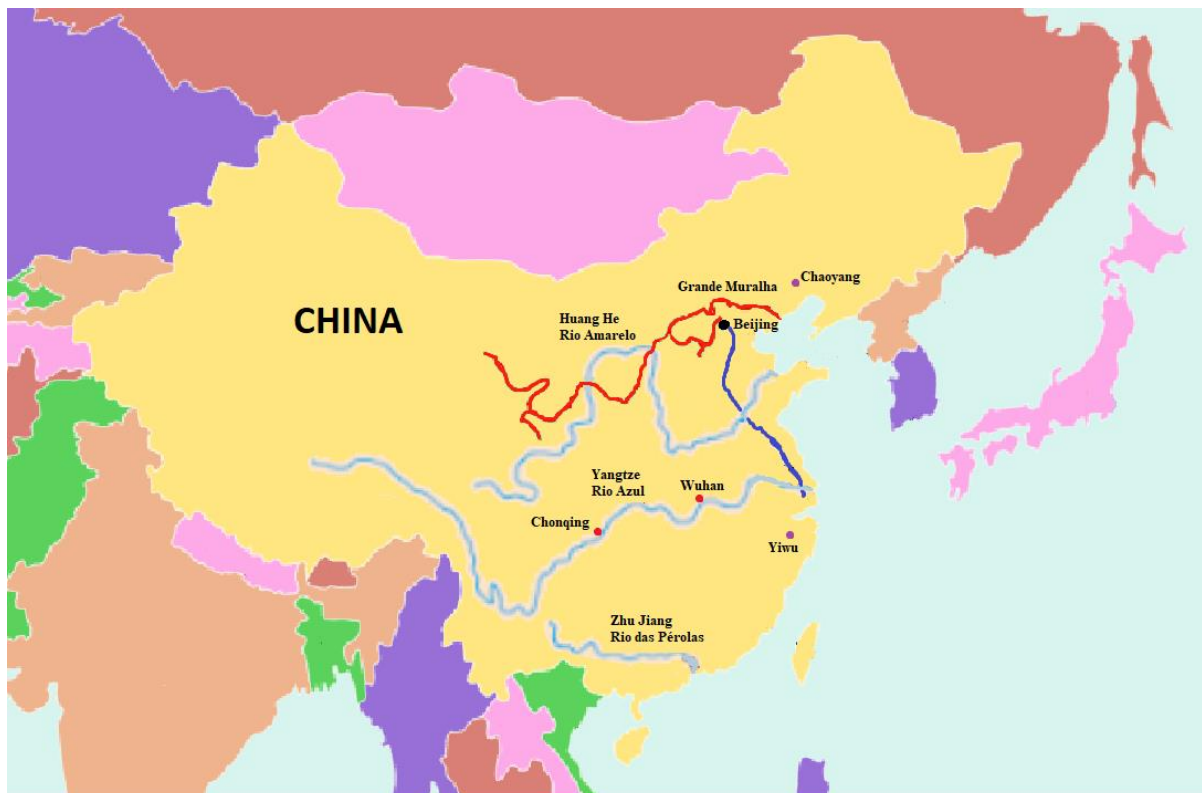 Chaoyang
Grande Muralha
CHINA
Huang He
Rio Amarelo
Beijing
Yangtze
Rio Azul
Wuhan
Chonqing
Yiwu
Zhu Jiang
Rio das Pérolas